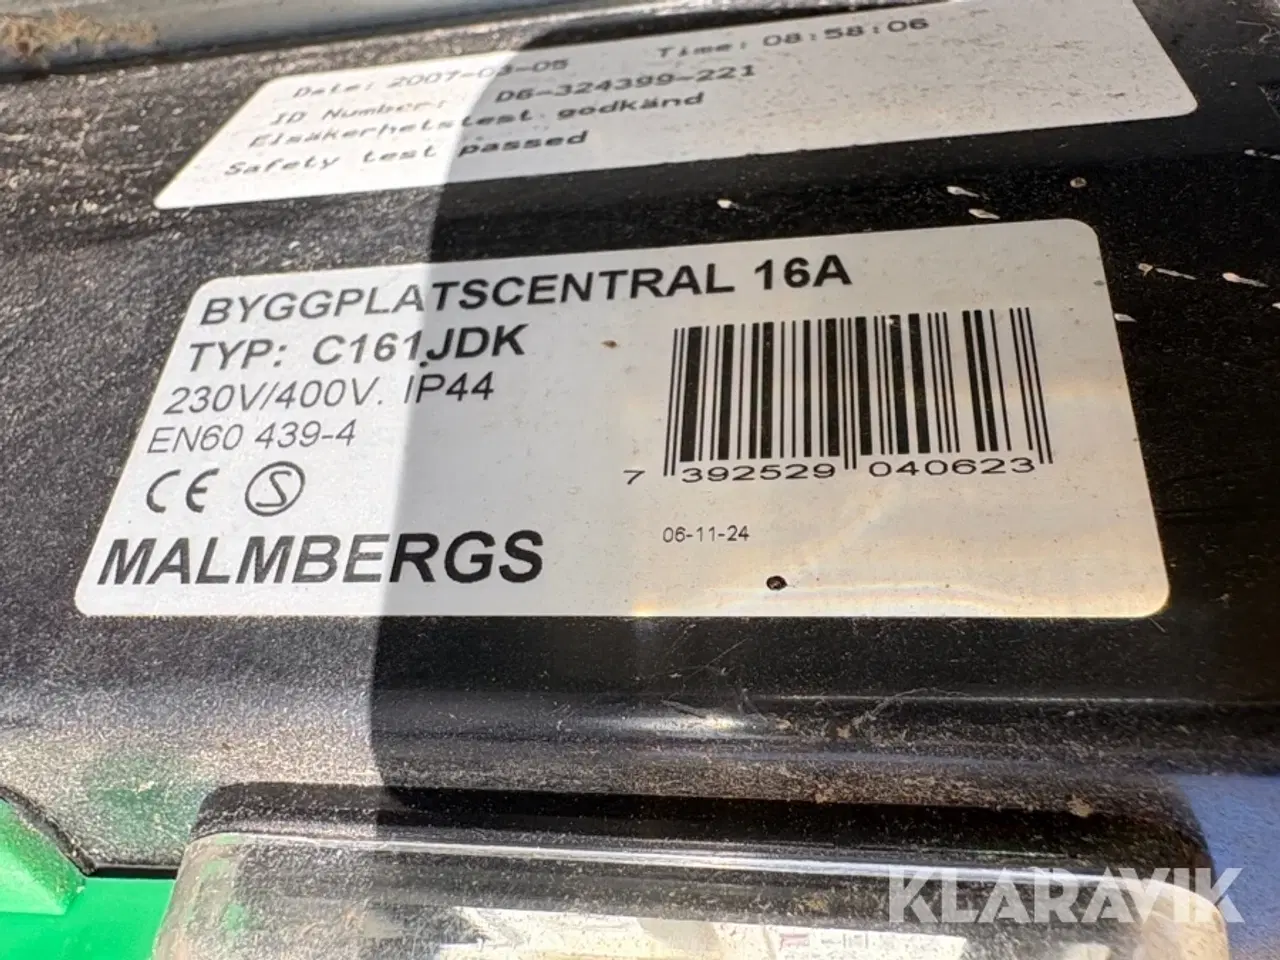 Date: 2007-03-05 Time: 08:58:06
ID Number: D6-324399-221
Elsäkerhetstest godkänd
Safety test passed
BYGGPLATSCENTRAL 16A
TYP: C161JDK
230V/400V. IP44
EN60 439-4
CE S
MALMBERGS
7 392529 040623
06-11-24
KLARAVIK